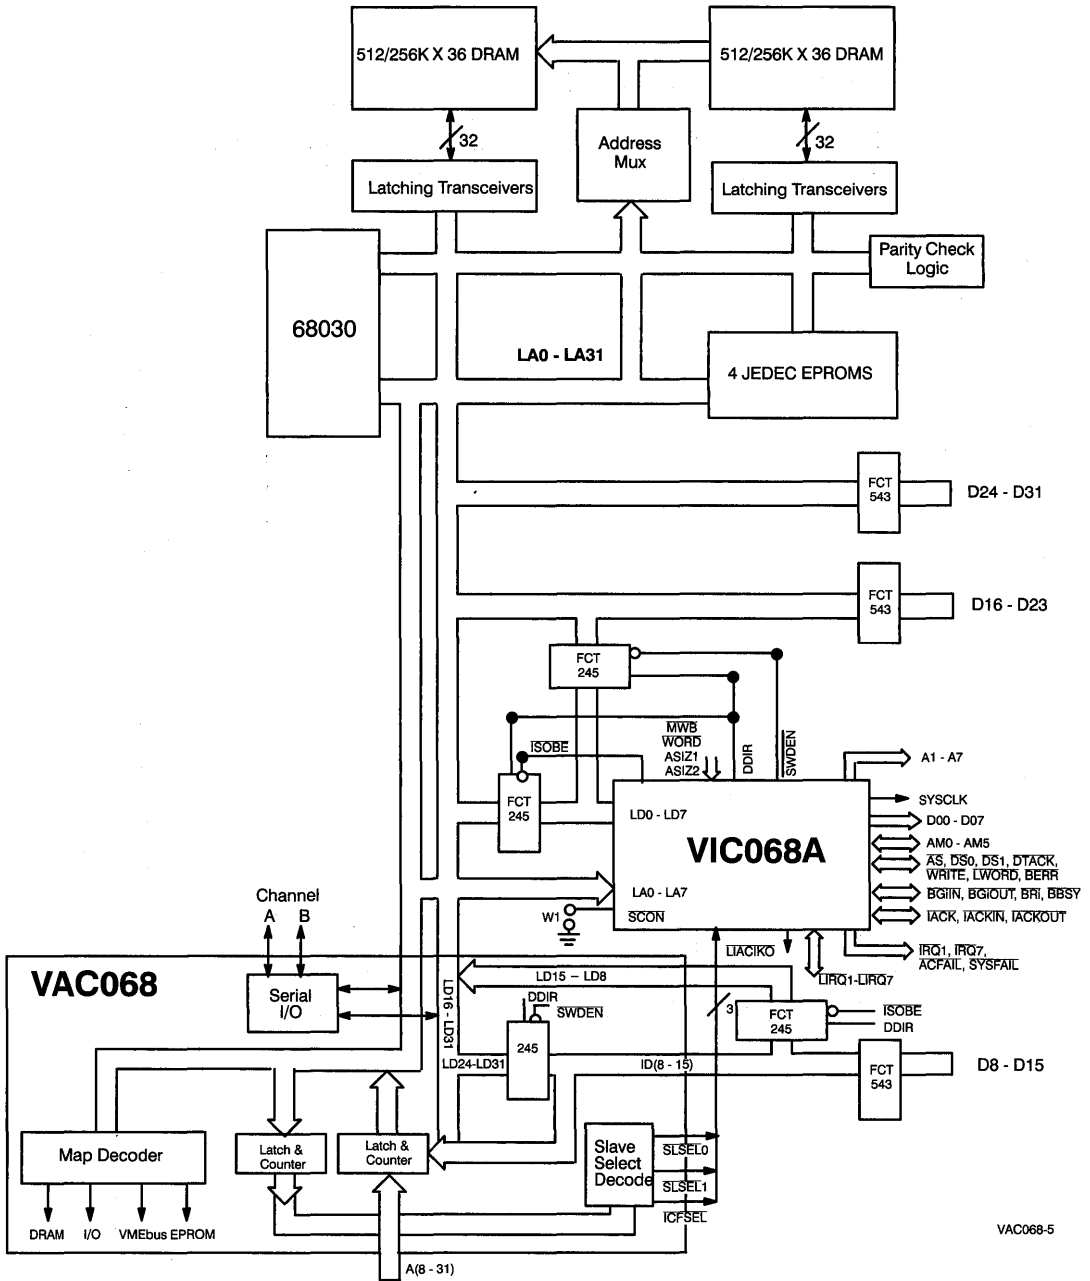 512/256K X 36 DRAM
512/256K X 36 DRAM
32
Address
Mux
32
Latching Transceivers
Latching Transceivers
Parity Check
Logic
68030
LA0 - LA31
4 JEDEC EPROMS
FCT
543
D24 - D31
FCT
543
D16 - D23
FCT
245
ISOBE
MWB
WORD
ASIZ1
ASIZ2
DDIR
SWDEN
A1 - A7
FCT
245
LD0 - LD7
SYSCLK
D00 - D07
VIC068A
AM0 - AM5
AS, DS0, DS1, DTACK,
WRITE, LWORD, BERR
LA0 - LA7
BGiIN, BGiOUT, BRi, BBSY
W1
SCON
IACK, IACKIN, IACKOUT
Channel
A B
LIACIKO
IRQ1, IRQ7,
ACFAIL, SYSFAIL
LIRQ1-LIRQ7
VAC068
Serial
I/O
LD16 - LD31
LD15 - LD8
DDIR
SWDEN
3
FCT
245
ISOBE
DDIR
245
LD24-LD31
ID(8 - 15)
FCT
543
D8 - D15
Map Decoder
Latch &
Counter
Latch &
Counter
Slave
Select
Decode
SLSEL0
SLSEL1
ICFSEL
DRAM I/O VMEbus EPROM
A(8 - 31)
VAC068-5